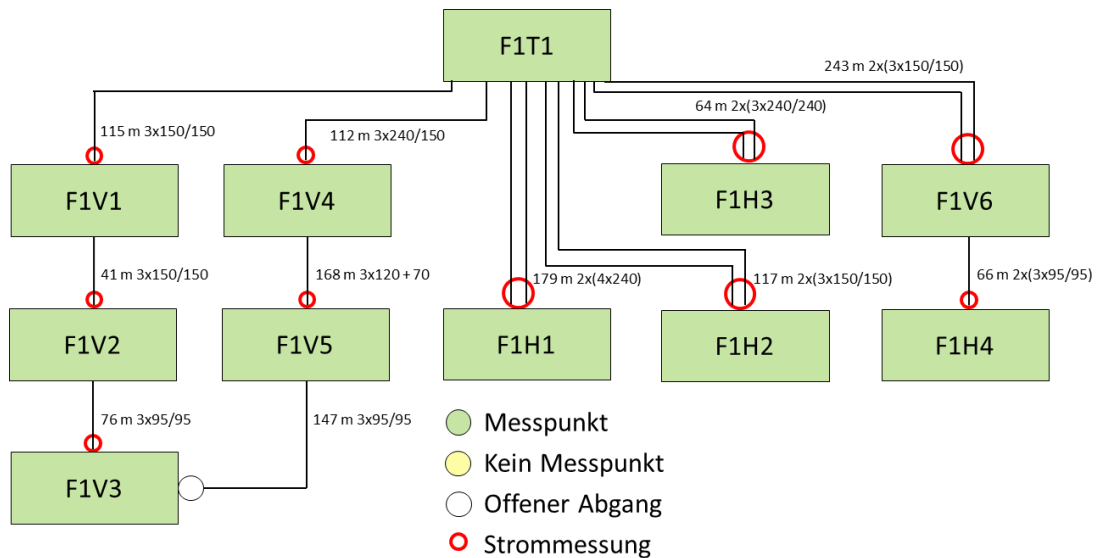 F1T1
243 m 2x(3x150/150)
64 m 2x(3x240/240)
115 m 3x150/150
112 m 3x240/150
F1V1
F1V4
F1H3
F1V6
41 m 3x150/150
168 m 3x120 + 70
179 m 2x(4x240)
117 m 2x(3x150/150)
66 m 2x(3x95/95)
F1V2
F1V5
F1H1
F1H2
F1H4
76 m 3x95/95
147 m 3x95/95
F1V3
Messpunkt
Kein Messpunkt
Offener Abgang
Strommessung